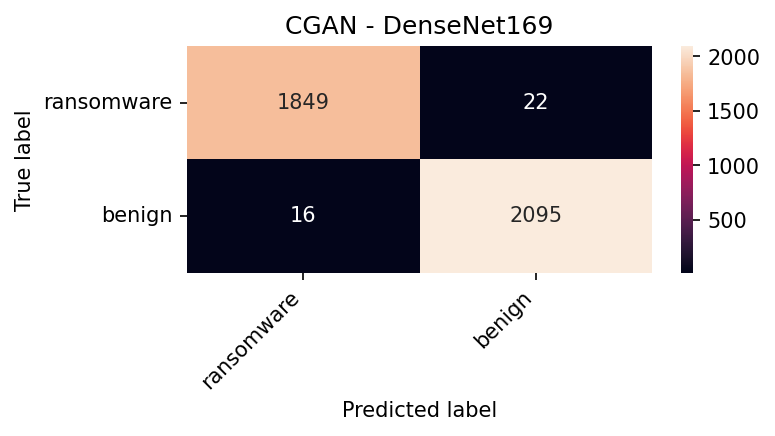 CGAN - DenseNet169
True label
ransomware
1849
22
benign
16
2095
ransomware
benign
Predicted label
2000
1500
1000
500